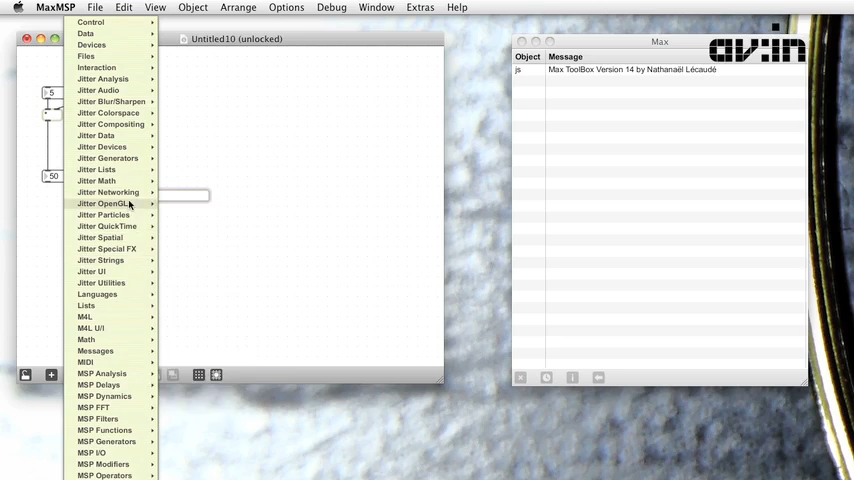 MaxMSP File Edit View Object Arrange Options Debug Window Extras Help
Untitled10 (unlocked)
5
*
50
Control
Data
Devices
Files
Interaction
Jitter Analysis
Jitter Audio
Jitter Blur/Sharpen
Jitter Colorspace
Jitter Compositing
Jitter Data
Jitter Devices
Jitter Generators
Jitter Lists
Jitter Math
Jitter Networking
Jitter OpenGL
Jitter Particles
Jitter QuickTime
Jitter Spatial
Jitter Special FX
Jitter Strings
Jitter UI
Jitter Utilities
Languages
Lists
M4L
M4L U/I
Math
Messages
MIDI
MSP Analysis
MSP Delays
MSP Dynamics
MSP FFT
MSP Filters
MSP Functions
MSP Generators
MSP I/O
MSP Modifiers
MSP Operators
Max
av:in
Object Message
js Max ToolBox Version 14 by Nathanaël Lécaudé